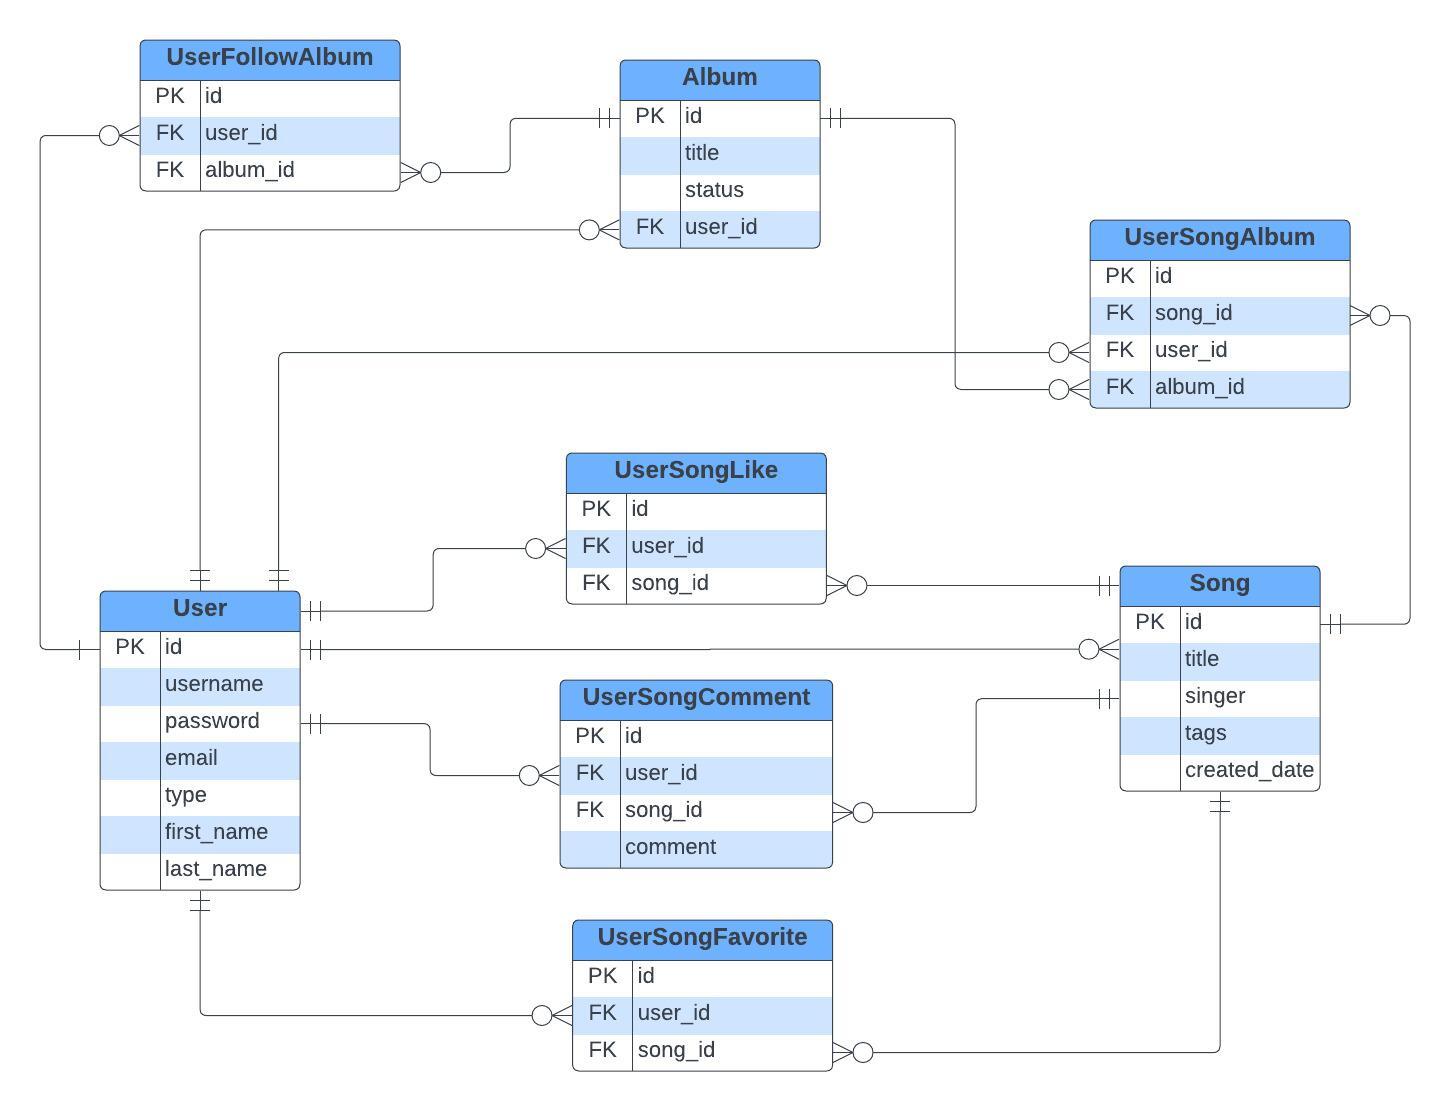 UserFollowAlbum
PK id
FK user_id
FK album_id
Album
PK id
title
status
FK user_id
UserSongAlbum
PK id
FK song_id
FK user_id
FK album_id
UserSongLike
PK id
FK user_id
FK song_id
User
PK id
username
password
email
type
first_name
last_name
Song
PK id
title
singer
tags
created_date
UserSongComment
PK id
FK user_id
FK song_id
comment
UserSongFavorite
PK id
FK user_id
FK song_id